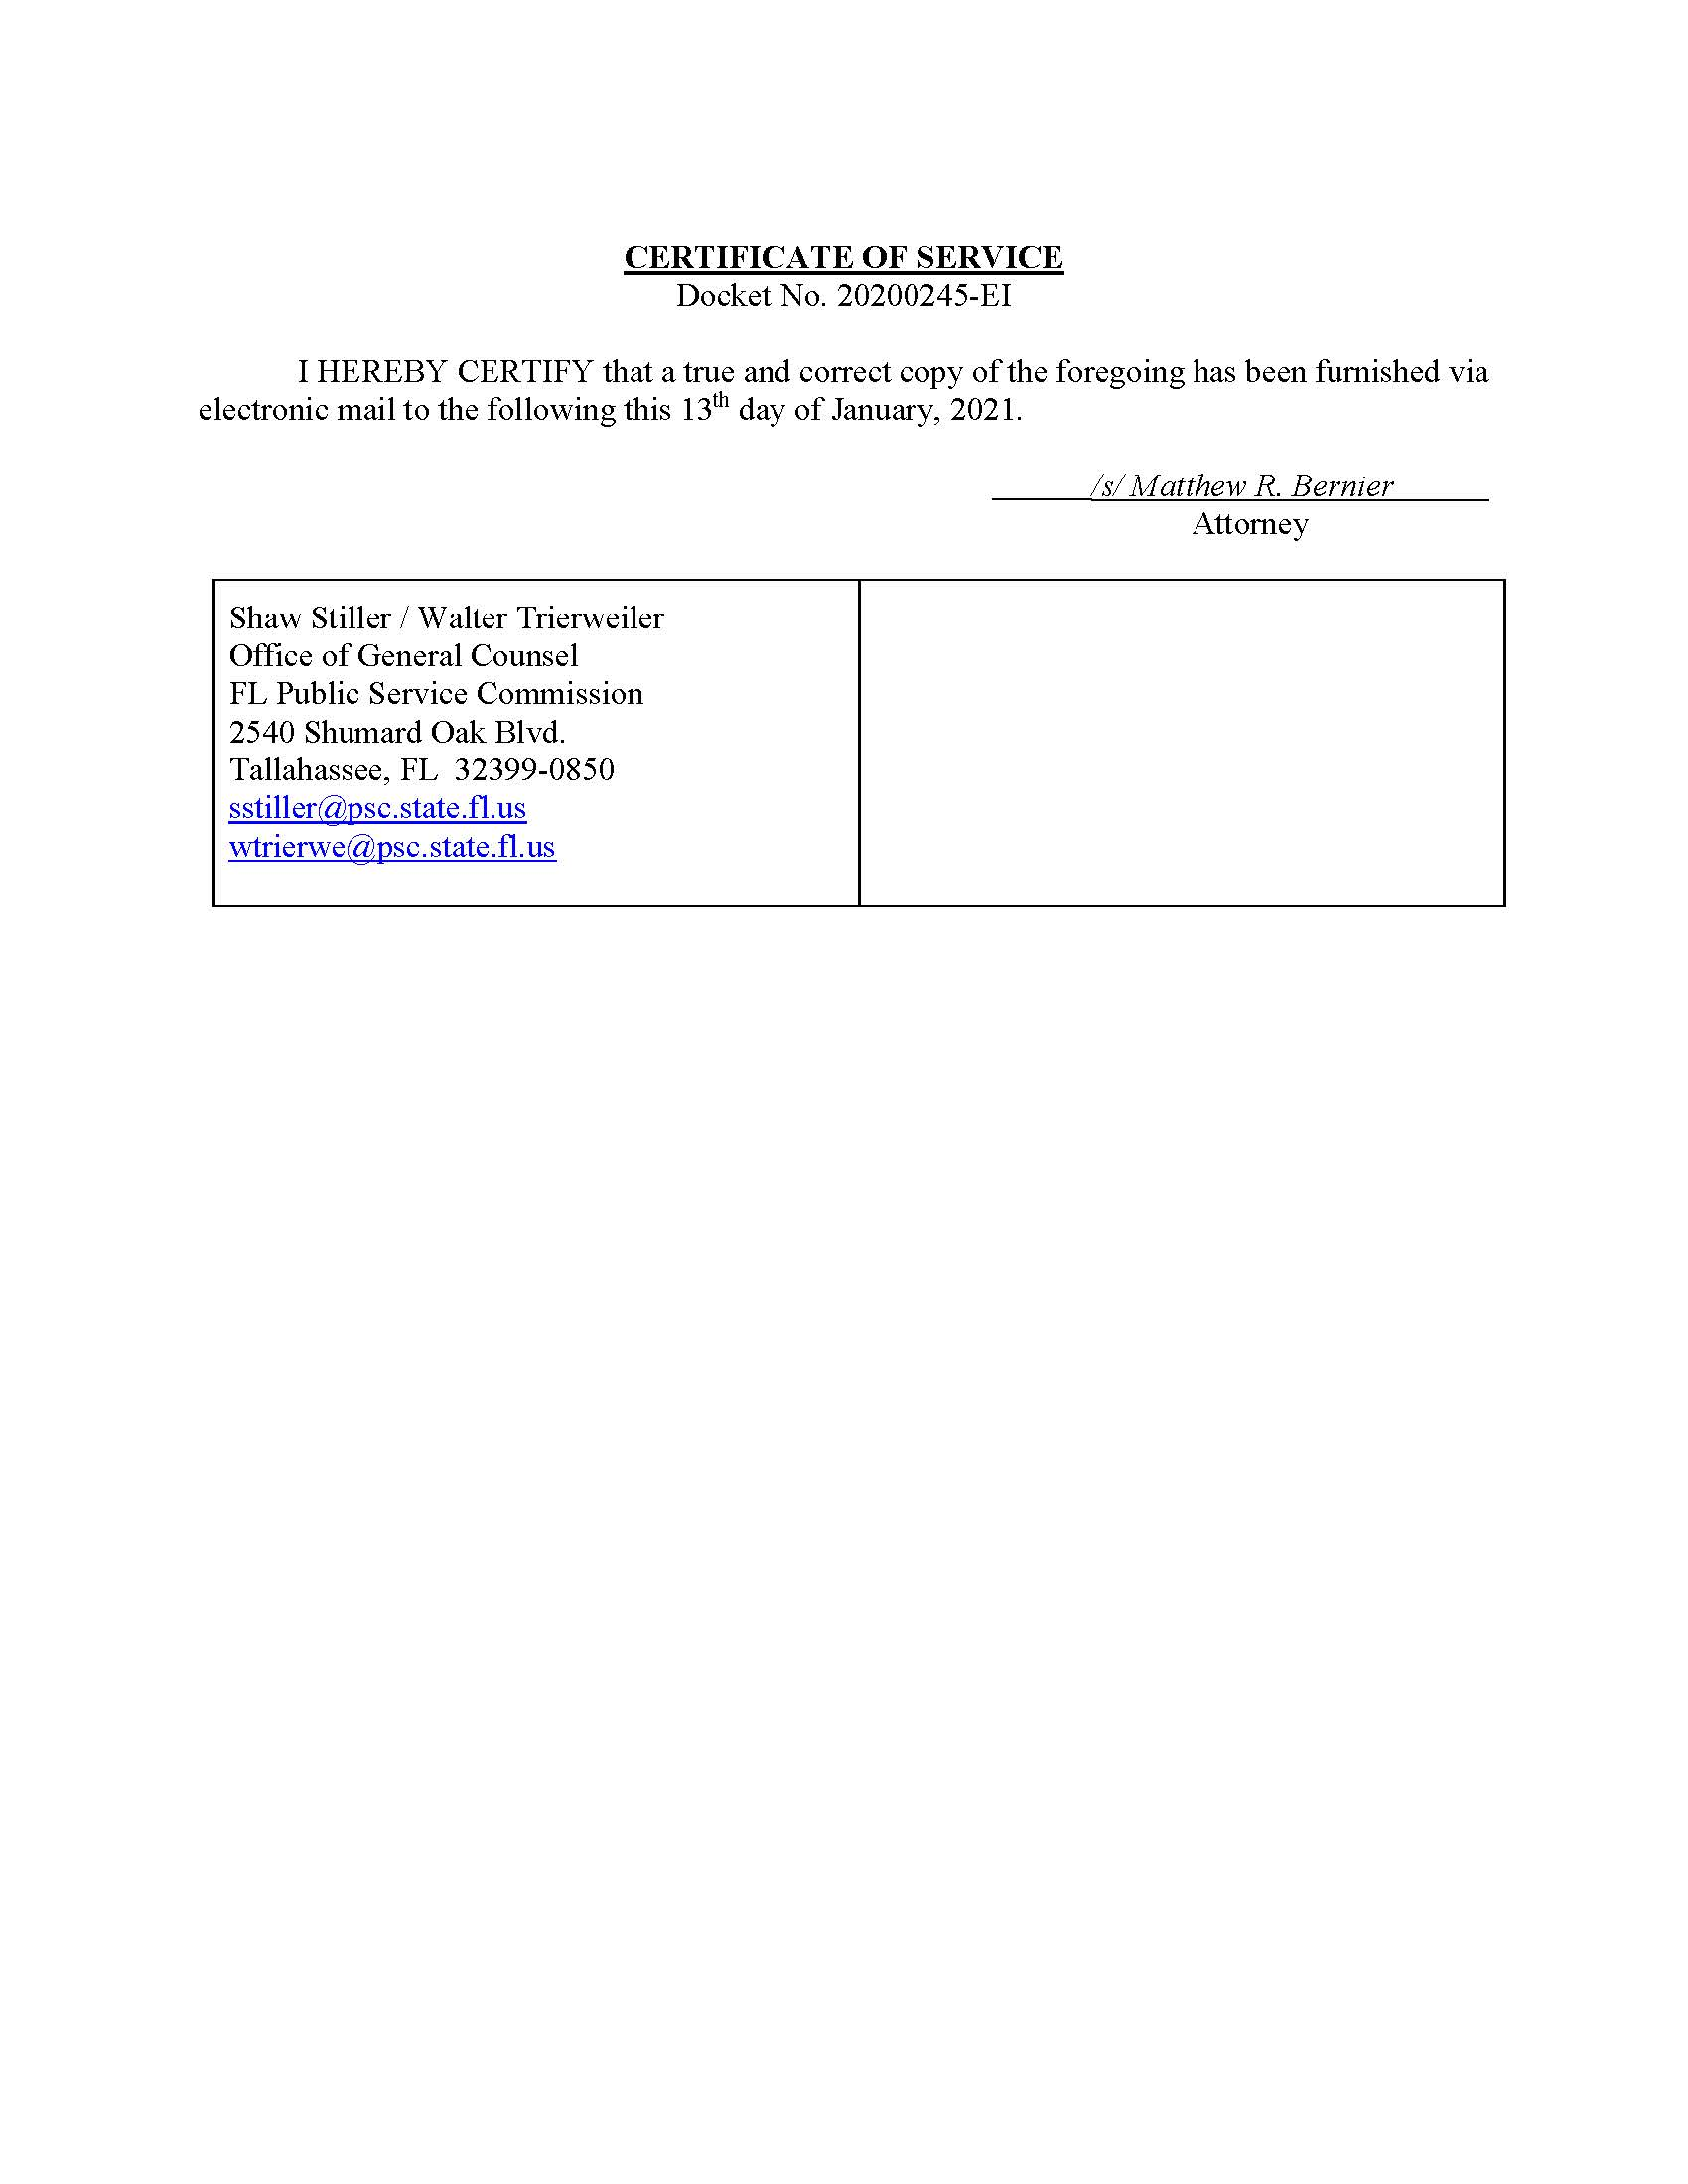 CERTIFICATE OF SERVICE
Docket No. 20200245-EI
I HEREBY CERTIFY that a true and correct copy of the foregoing has been furnished via
electronic mail to the following this 13th day of January, 2021.
/s/ Matthew R. Bernier
Attorney
Shaw Stiller / Walter Trierweiler
Office of General Counsel
FL Public Service Commission
2540 Shumard Oak Blvd.
Tallahassee, FL  32399-0850
sstiller@psc.state.fl.us
wtrierwe@psc.state.fl.us